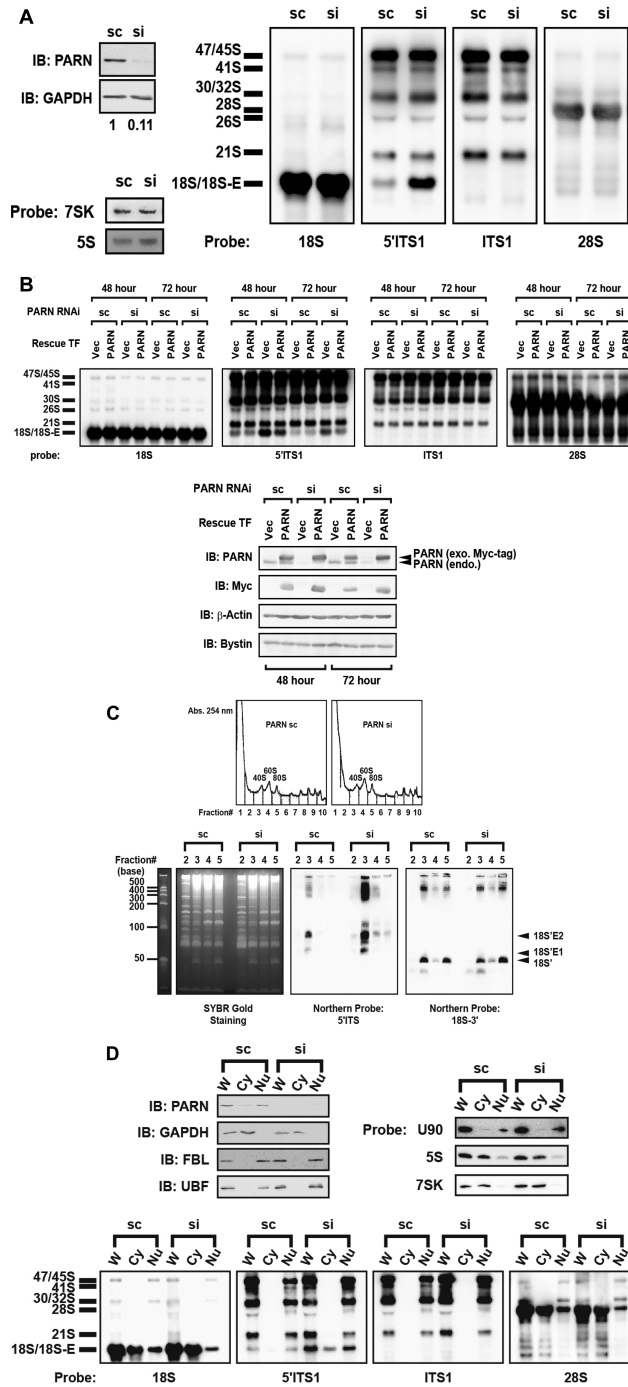 A
sc si
IB: PARN
IB: GAPDH
1 0.11
sc si
Probe: 7SK
5S
sc si sc si sc si sc si
47/45S
41S
30/32S
28S
26S
21S
18S/18S-E
Probe: 18S 5'ITS1 ITS1 28S
B
48 hour 72 hour 48 hour 72 hour 48 hour 72 hour 48 hour 72 hour
PARN RNAi sc si sc si sc si sc si sc si sc si sc si sc si
Rescue TF Vec PARN Vec PARN Vec PARN Vec PARN Vec PARN Vec PARN Vec PARN Vec PARN Vec PARN Vec PARN Vec PARN Vec PARN Vec PARN Vec PARN Vec PARN Vec PARN
47S/45S
41S
30S
26S
21S
18S/18S-E
probe: 18S 5'ITS1 ITS1 28S
PARN RNAi sc si sc si
Rescue TF Vec PARN Vec PARN Vec PARN Vec PARN
IB: PARN PARN (exo. Myc-tag)
PARN (endo.)
IB: Myc
IB: β-Actin
IB: Bystin
48 hour 72 hour
C
Abs. 254 nm
PARN sc PARN si
60S 60S
40S 80S 40S 80S
Fraction# 1 2 3 4 5 6 7 8 9 10 1 2 3 4 5 6 7 8 9 10
sc si sc si sc si
Fraction# 2 3 4 5 2 3 4 5 2 3 4 5 2 3 4 5 2 3 4 5 2 3 4 5
(base)
500
400
300
200
100
50
18S'E2
18S'E1
18S'
SYBR Gold Staining
Northern Probe: 5'ITS
Northern Probe: 18S-3'
D
sc si
W Cy Nu W Cy Nu
IB: PARN
IB: GAPDH
IB: FBL
IB: UBF
sc si
W Cy Nu W Cy Nu
Probe: U90
5S
7SK
sc si sc si sc si sc si
W Cy Nu W Cy Nu W Cy Nu W Cy Nu W Cy Nu W Cy Nu W Cy Nu W Cy Nu
47/45S
41S
30/32S
28S
21S
18S/18S-E
Probe: 18S 5'ITS1 ITS1 28S